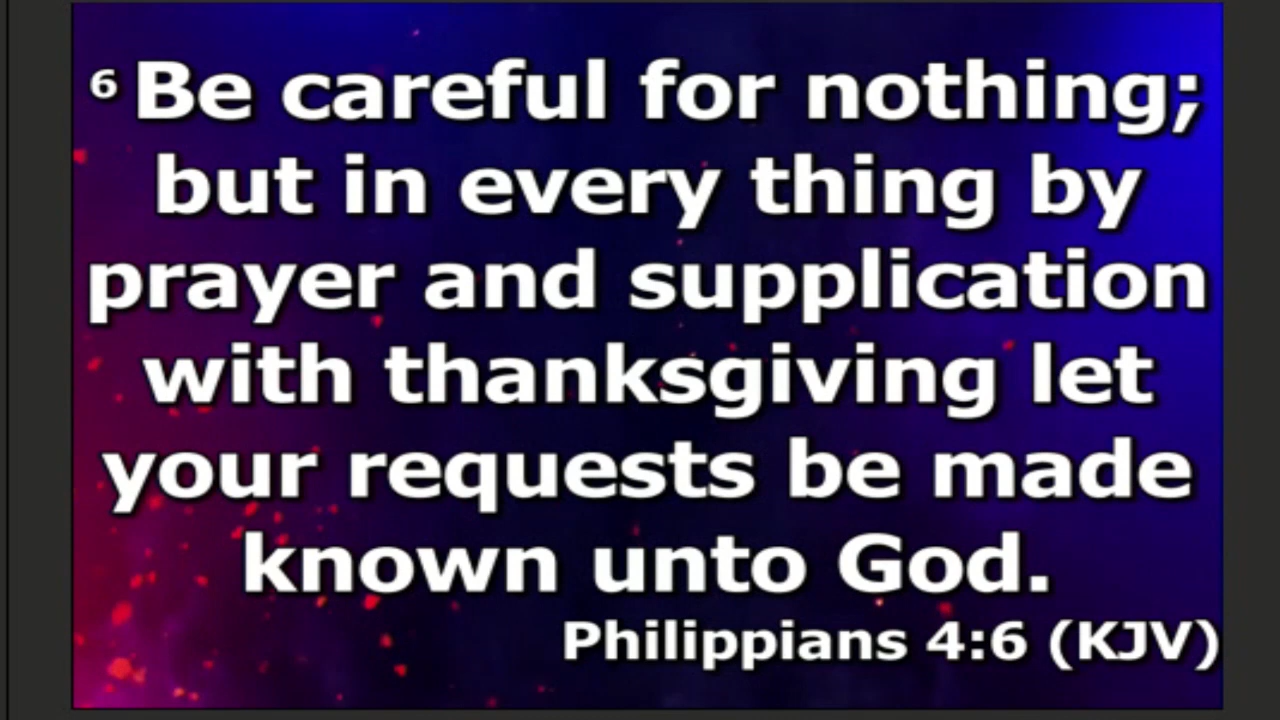 6 Be careful for nothing;
but in every thing by
prayer and supplication
with thanksgiving let
your requests be made
known unto God.
Philippians 4:6 (KJV)